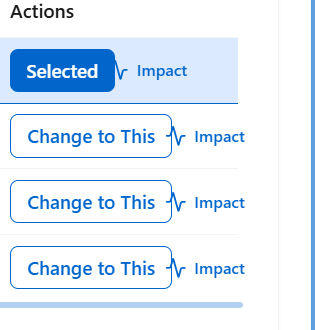 Actions
Selected Impact
Change to This Impact
Change to This Impact
Change to This Impact